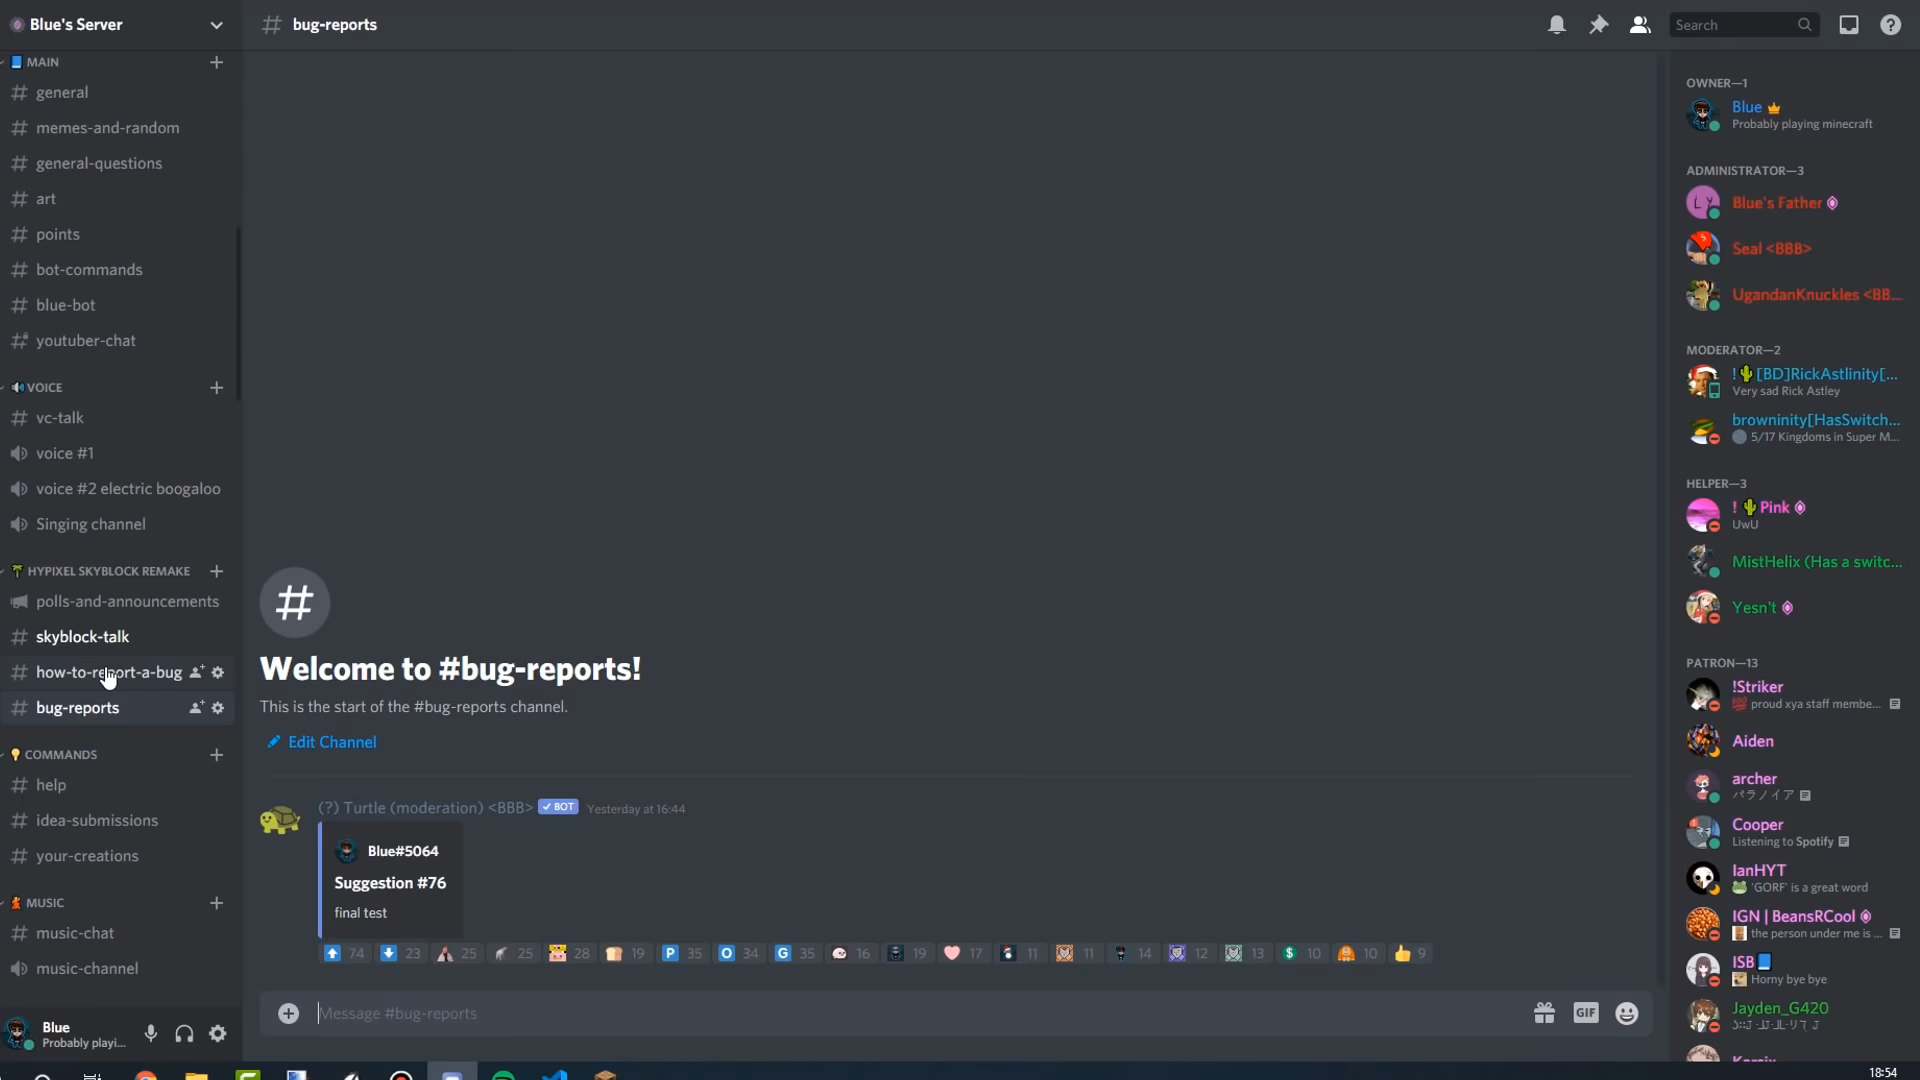 Blue's Server
MAIN
general
memes-and-random
general-questions
art
points
bot-commands
blue-bot
youtuber-chat
VOICE
vc-talk
voice #1
voice #2 electric boogaloo
Singing channel
HYPIXEL SKYBLOCK REMAKE
polls-and-announcements
skyblock-talk
how-to-report-a-bug
bug-reports
COMMANDS
help
idea-submissions
your-creations
MUSIC
music-chat
music-channel
Blue
Probably playi...
# bug-reports
Search
Welcome to #bug-reports!
This is the start of the #bug-reports channel.
Edit Channel
(?) Turtle (moderation) <BBB> ✓ BOT Yesterday at 16:44
Blue#5064
Suggestion #76
final test
74 23 25 25 28 19 P 35 O 34 G 35 16 19 17 11 11 14 12 13 $ 10 10 9
Message #bug-reports
GIF
OWNER—1
Blue
Probably playing minecraft
ADMINISTRATOR—3
LY
Blue's Father
Seal <BBB>
UgandanKnuckles <BB...
MODERATOR—2
!🌵[BD]RickAstlinity[...
Very sad Rick Astley
browninity[HasSwitch...
5/17 Kingdoms in Super M...
HELPER—3
! 🌵Pink
UwU
MistHelix (Has a switc...
Yesn't
PATRON—13
!Striker
💯 proud xya staff membe...
Aiden
archer
パラノイア
Cooper
Listening to Spotify
IanHYT
🐸 'GORF' is a great word
IGN | BeansRCool
the person under me is ...
ISB📘
Horny bye bye
Jayden_G420
18:54